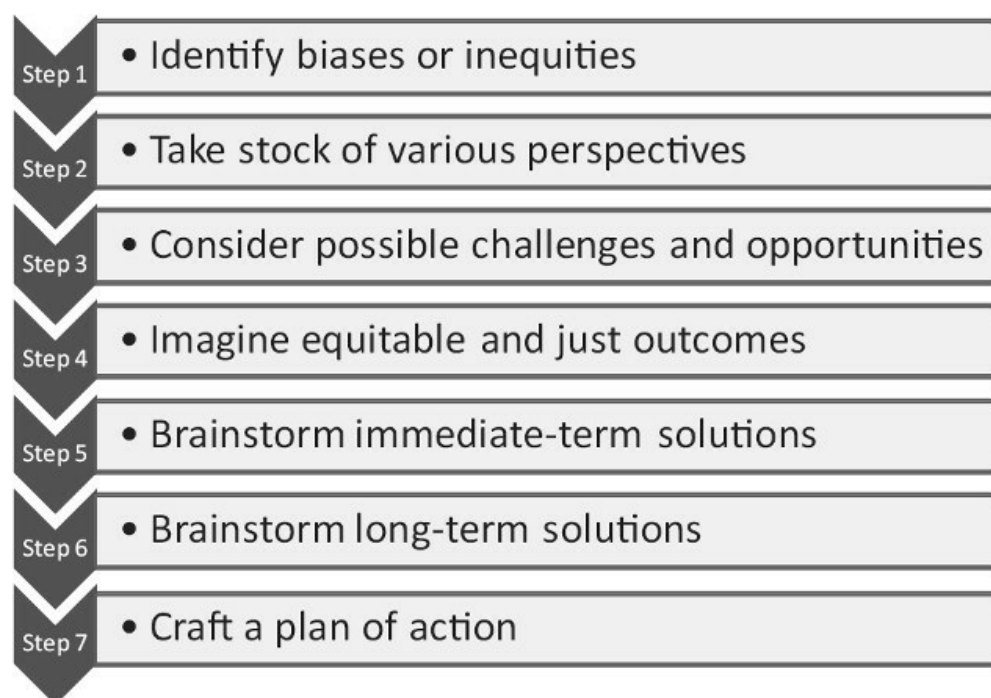 Step 1
• Identify biases or inequities
Step 2
• Take stock of various perspectives
Step 3
• Consider possible challenges and opportunities
Step 4
• Imagine equitable and just outcomes
Step 5
• Brainstorm immediate-term solutions
Step 6
• Brainstorm long-term solutions
Step 7
• Craft a plan of action